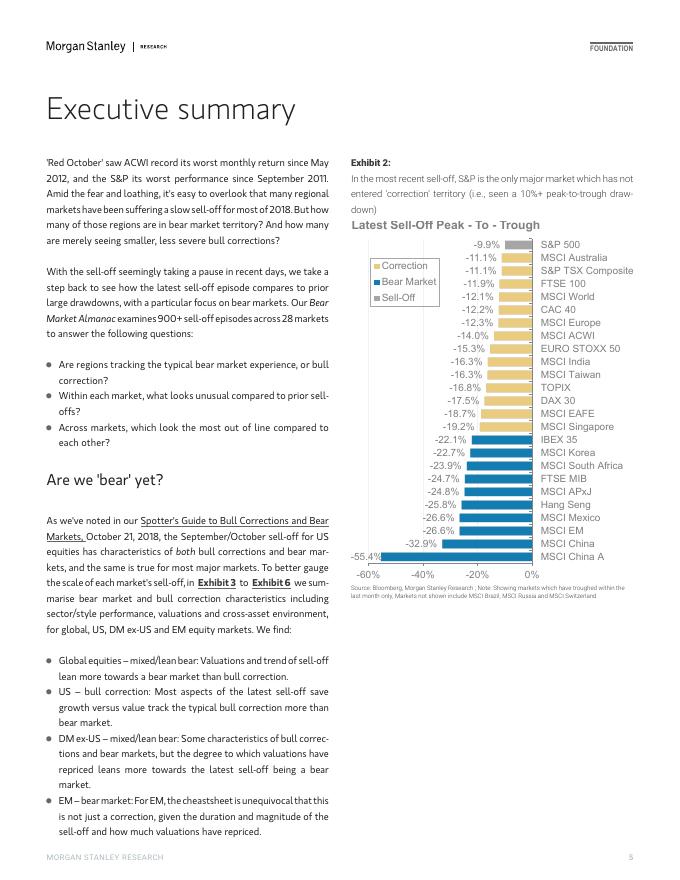 Morgan Stanley | RESEARCH
FOUNDATION
Executive summary
'Red October' saw ACWI record its worst monthly return since May
2012, and the S&P its worst performance since September 2011.
Amid the fear and loathing, it's easy to overlook that many regional
markets have been suffering a slow sell-off for most of 2018. But how
many of those regions are in bear market territory? And how many
are merely seeing smaller, less severe bull corrections?
With the sell-off seemingly taking a pause in recent days, we take a
step back to see how the latest sell-off episode compares to prior
large drawdowns, with a particular focus on bear markets. Our Bear
Market Almanac examines 900+ sell-off episodes across 28 markets
to answer the following questions:
● Are regions tracking the typical bear market experience, or bull
correction?
● Within each market, what looks unusual compared to prior sell-
offs?
● Across markets, which look the most out of line compared to
each other?
Are we 'bear' yet?
As we've noted in our Spotter's Guide to Bull Corrections and Bear
Markets, October 21, 2018, the September/October sell-off for US
equities has characteristics of both bull corrections and bear mar-
kets, and the same is true for most major markets. To better gauge
the scale of each market's sell-off, in Exhibit 3 to Exhibit 6 we sum-
marise bear market and bull correction characteristics including
sector/style performance, valuations and cross-asset environment,
for global, US, DM ex-US and EM equity markets. We find:
● Global equities – mixed/lean bear: Valuations and trend of sell-off
lean more towards a bear market than bull correction.
● US – bull correction: Most aspects of the latest sell-off save
growth versus value track the typical bull correction more than
bear market.
● DM ex-US – mixed/lean bear: Some characteristics of bull correc-
tions and bear markets, but the degree to which valuations have
repriced leans more towards the latest sell-off being a bear
market.
● EM – bear market: For EM, the cheastsheet is unequivocal that this
is not just a correction, given the duration and magnitude of the
sell-off and how much valuations have repriced.
Exhibit 2:
In the most recent sell-off, S&P is the only major market which has not
entered 'correction' territory (i.e., seen a 10%+ peak-to-trough draw-
down)
Latest Sell-Off Peak - To - Trough
Correction
Bear Market
Sell-Off
-9.9% S&P 500
-11.1% MSCI Australia
-11.1% S&P TSX Composite
-11.9% FTSE 100
-12.1% MSCI World
-12.2% CAC 40
-12.3% MSCI Europe
-14.0% MSCI ACWI
-15.3% EURO STOXX 50
-16.3% MSCI India
-16.3% MSCI Taiwan
-16.8% TOPIX
-17.5% DAX 30
-18.7% MSCI EAFE
-19.2% MSCI Singapore
-22.1% IBEX 35
-22.7% MSCI Korea
-23.9% MSCI South Africa
-24.7% FTSE MIB
-24.8% MSCI APxJ
-25.8% Hang Seng
-26.6% MSCI Mexico
-26.6% MSCI EM
-32.9% MSCI China
-55.4% MSCI China A
-60% -40% -20% 0%
Source: Bloomberg, Morgan Stanley Research ; Note: Showing markets which have troughed within the
last month only, Markets not shown include MSCI Brazil, MSCI Russia and MSCI Switzerland
MORGAN STANLEY RESEARCH
5